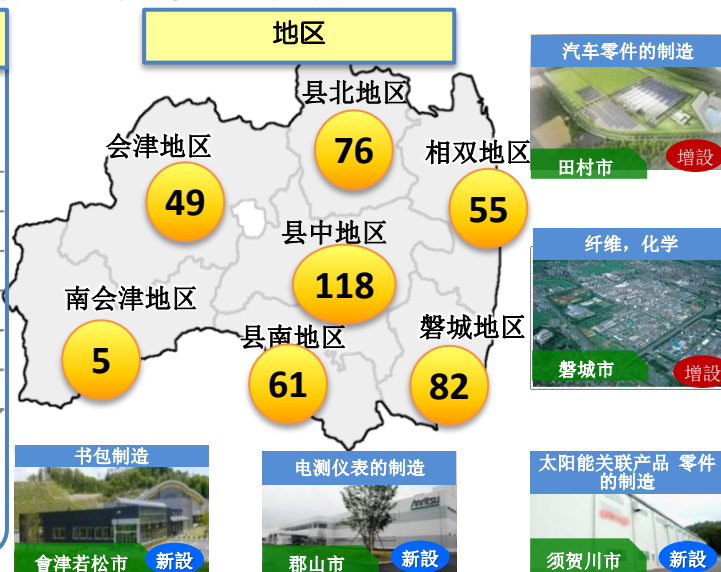 地区
县北地区
76
会津地区
49
相双地区
55
县中地区
118
南会津地区
5
县南地区
61
磐城地区
82
汽车零件的制造
田村市
增設
纤维，化学
磐城市
增設
书包制造
會津若松市
新設
电测仪表的制造
Anritsu
郡山市
新設
太阳能关联产品 零件
的制造
须贺川市
新設